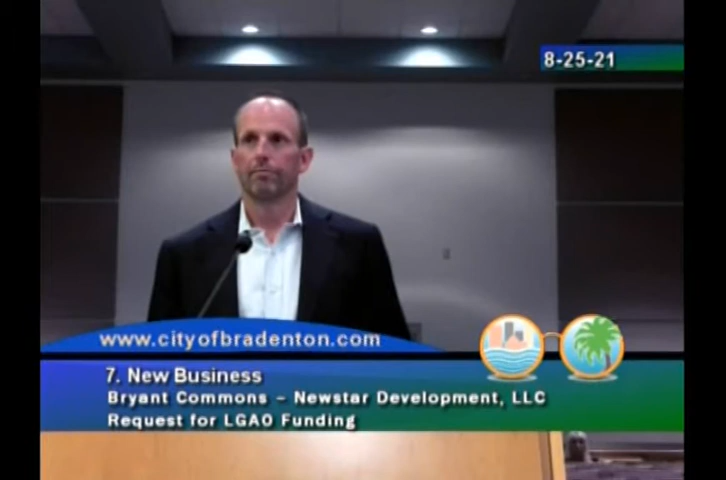 8-25-21
www.cityofbradenton.com
7. New Business
Bryant Commons - Newstar Development, LLC
Request for LGAO Funding